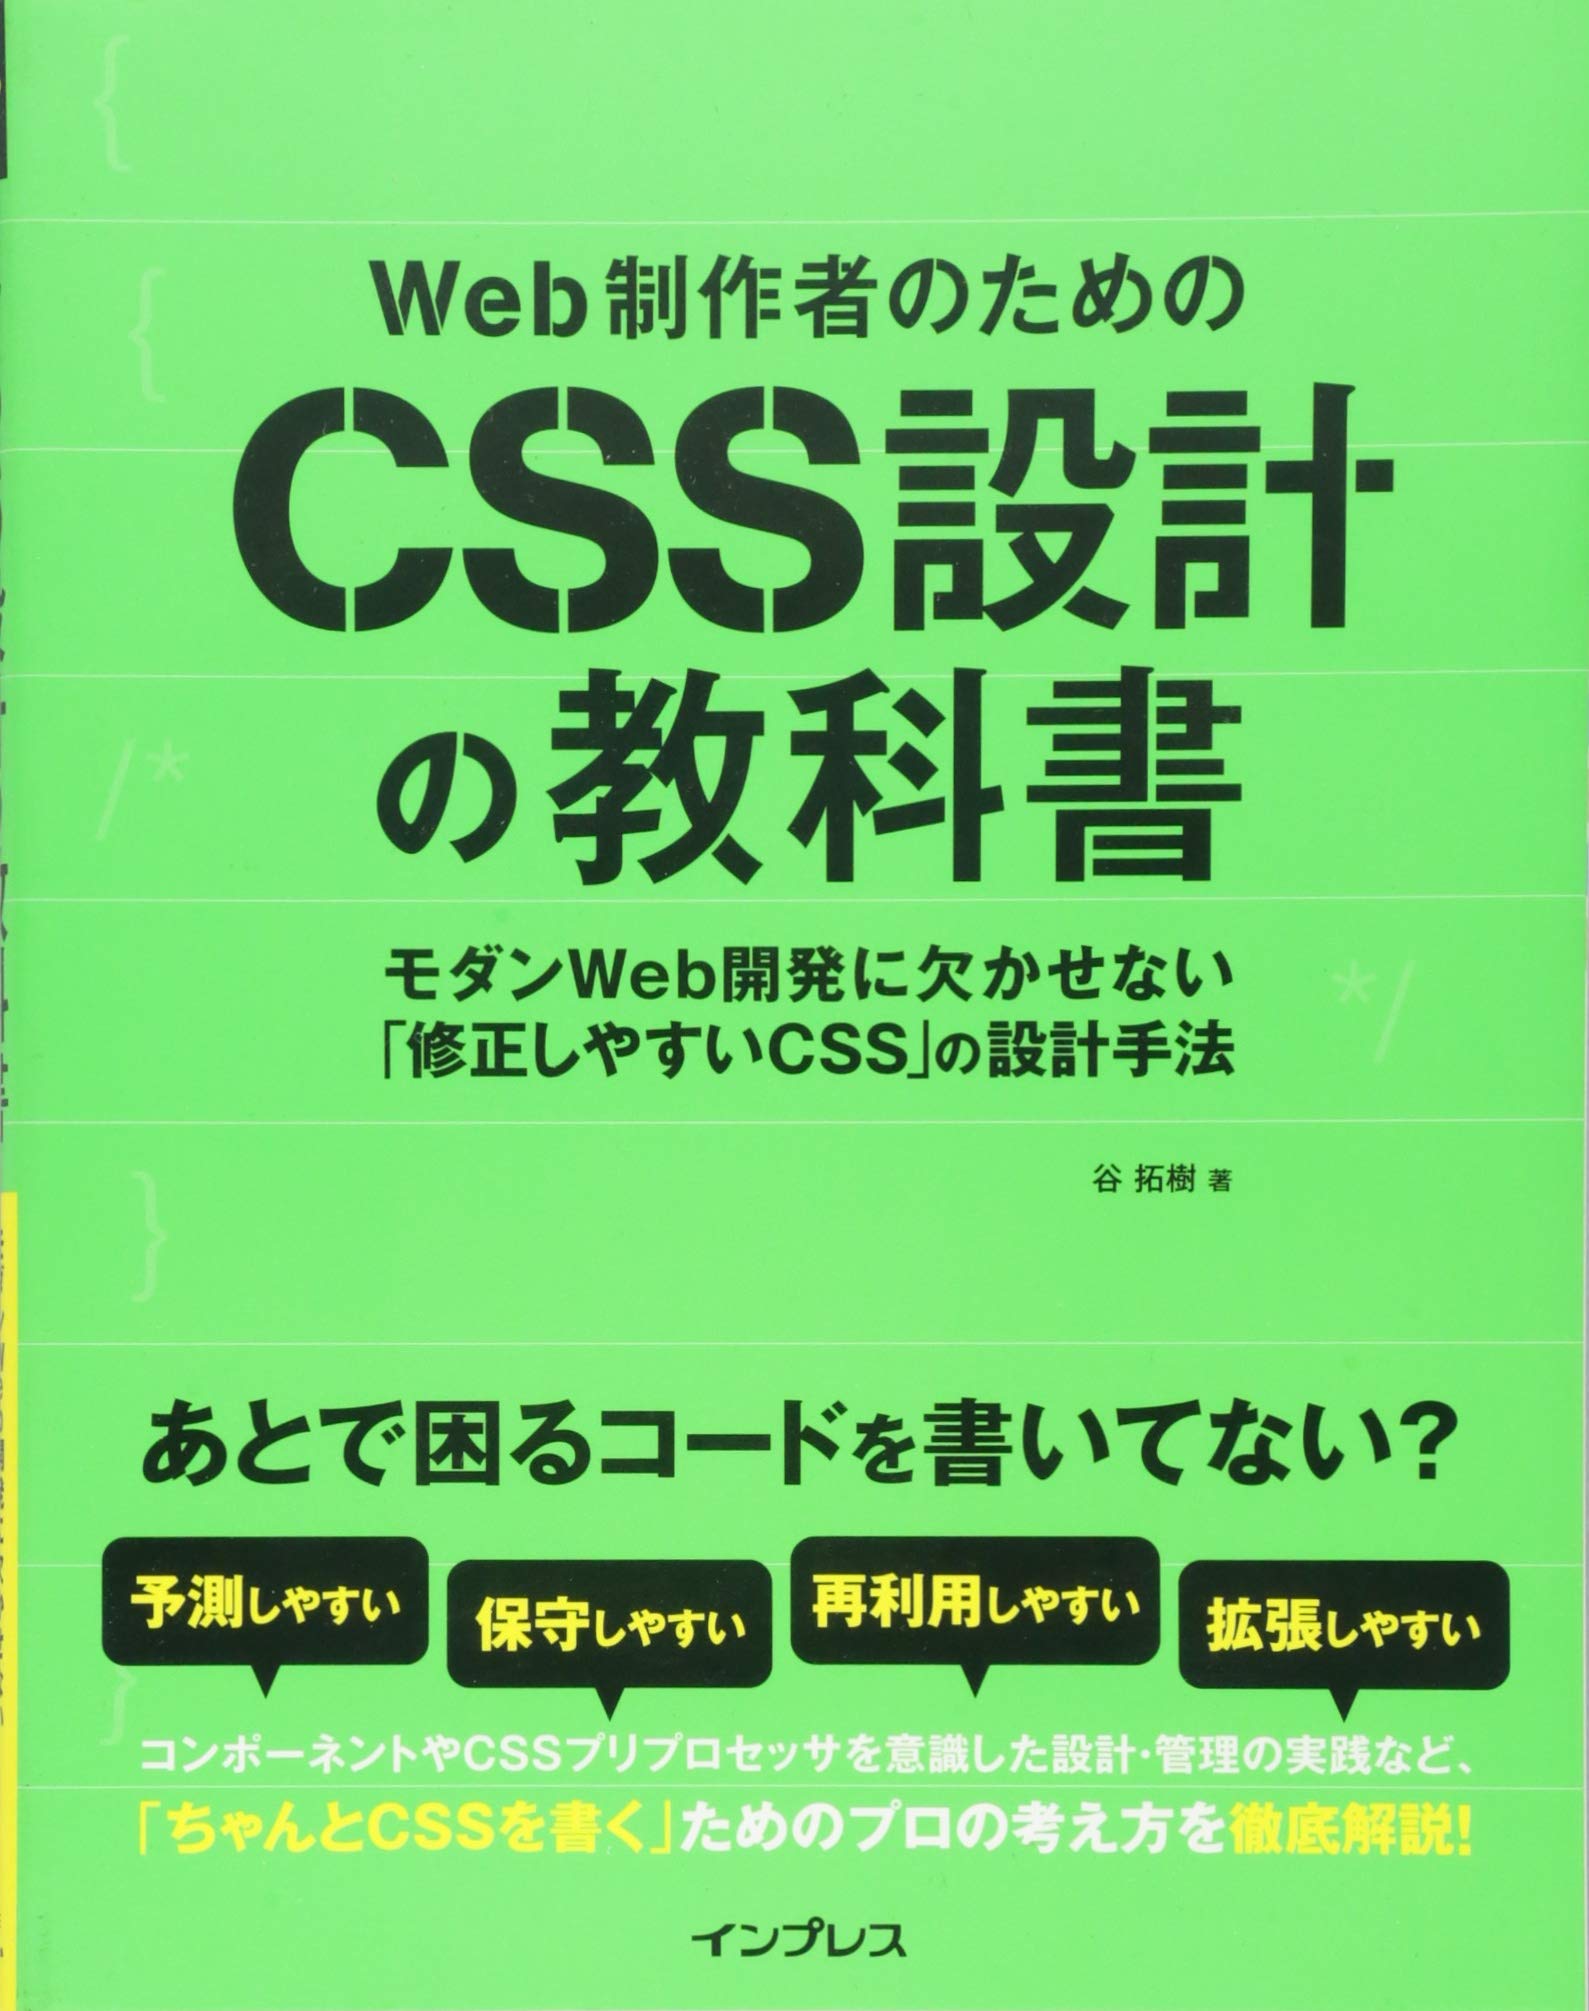 {
{
Web制作者のための
CSS設計
の教科書
/*
モダンWeb開発に欠かせない
「修正しやすいCSS」の設計手法
*/
谷 拓樹 著
}
あとで困るコードを書いてない?
予測しやすい
保守しやすい
再利用しやすい
拡張しやすい
}
コンポーネントやCSSプリプロセッサを意識した設計・管理の実践など、
「ちゃんとCSSを書く」ためのプロの考え方を徹底解説!
インプレス